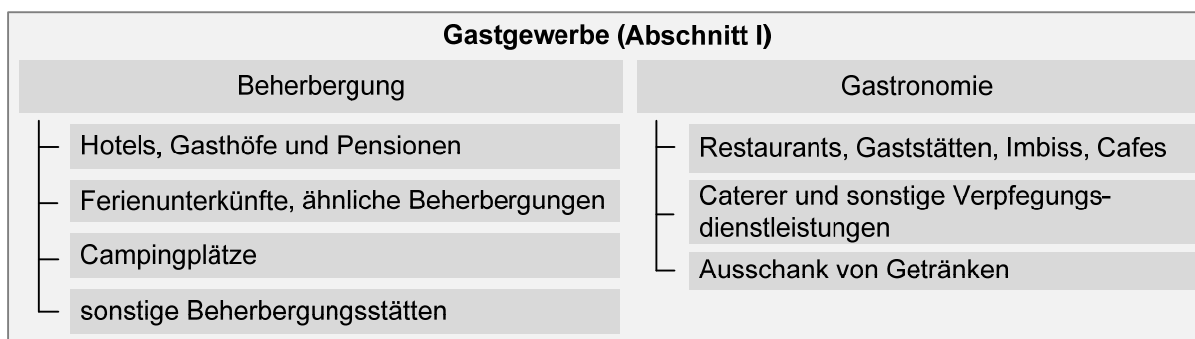 Gastgewerbe (Abschnitt I)
Beherbergung
Hotels, Gasthöfe und Pensionen
Ferienunterkünfte, ähnliche Beherbergungen
Campingplätze
sonstige Beherbergungsstätten
Gastronomie
Restaurants, Gaststätten, Imbiss, Cafes
Caterer und sonstige Verpfegungs-
dienstleistungen
Ausschank von Getränken